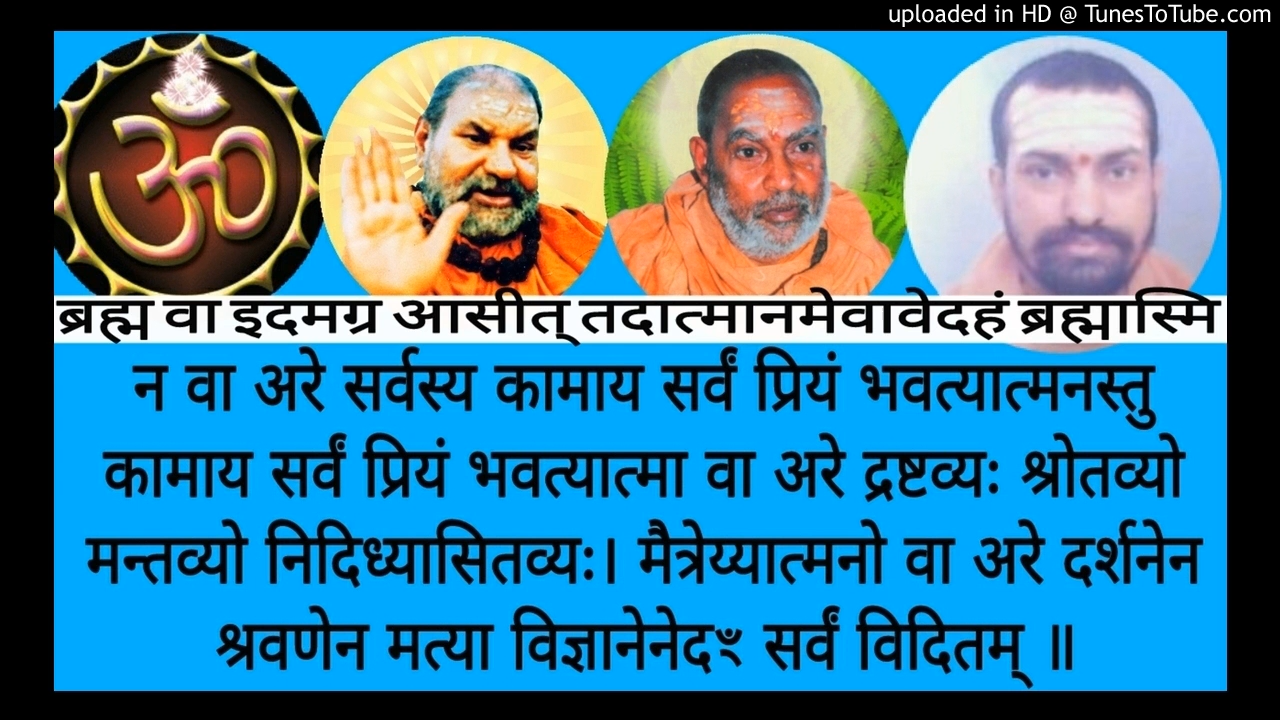 uploaded in HD @ TunesToTube.com
ॐ
ब्रह्म वा इदमग्र आसीत् तदात्मानमेवावेदहं ब्रह्मास्मि
न वा अरे सर्वस्य कामाय सर्वं प्रियं भवत्यात्मनस्तु
कामाय सर्वं प्रियं भवत्यात्मा वा अरे द्रष्टव्यः श्रोतव्यो
मन्तव्यो निदिध्यासितव्यः। मैत्रेय्यात्मनो वा अरे दर्शनेन
श्रवणेन मत्या विज्ञानेनेदꣳ सर्वं विदितम् ॥